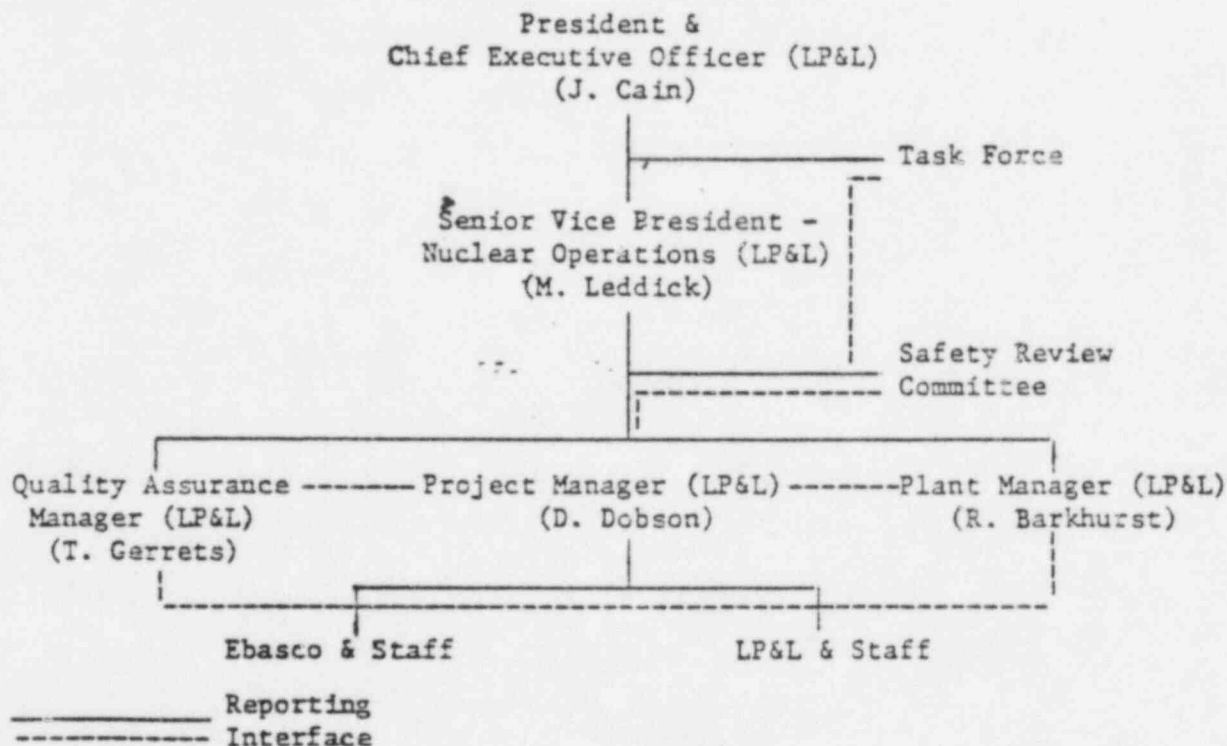 President &
Chief Executive Officer (LP&L)
(J. Cain)
Task Force
Senior Vice President -
Nuclear Operations (LP&L)
(M. Leddick)
Safety Review
Committee
Quality Assurance
Manager (LP&L)
(T. Gerrets)
Project Manager (LP&L)
(D. Dobson)
Plant Manager (LP&L)
(R. Barkhurst)
Ebasco & Staff
LP&L & Staff
Reporting
Interface